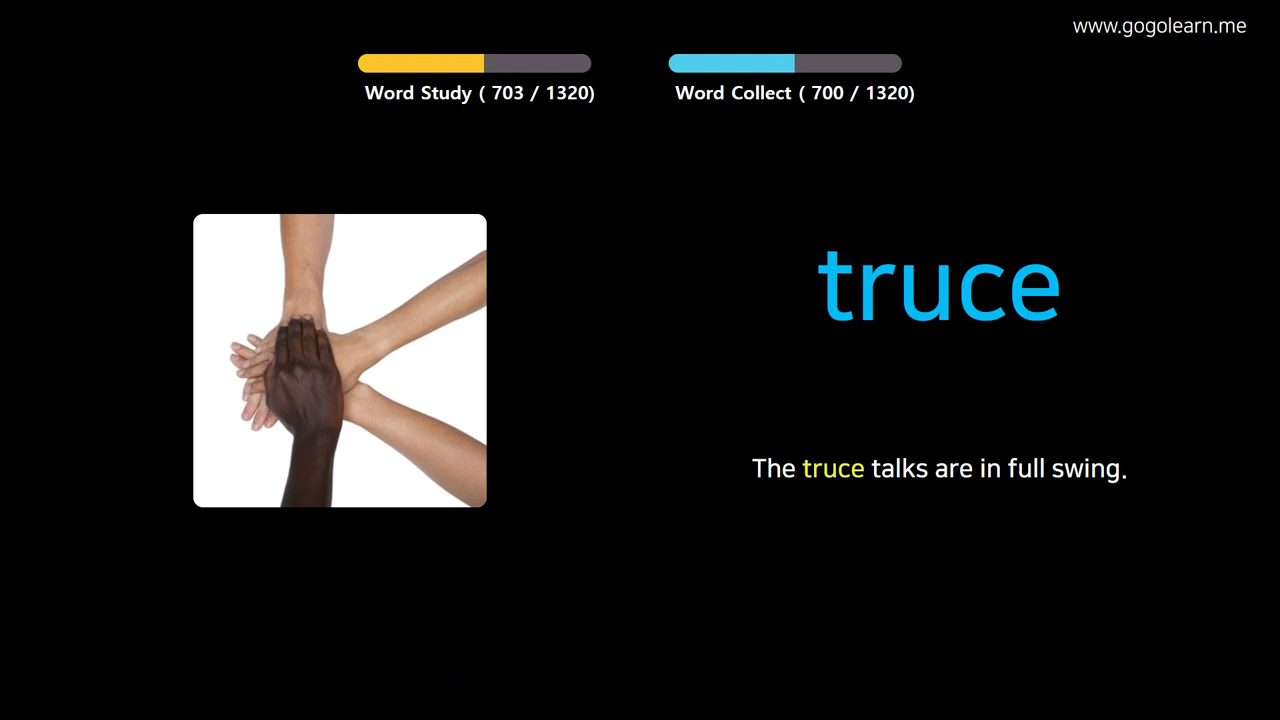 www.gogolearn.me
Word Study ( 703 / 1320)
Word Collect ( 700 / 1320)
truce
The truce talks are in full swing.